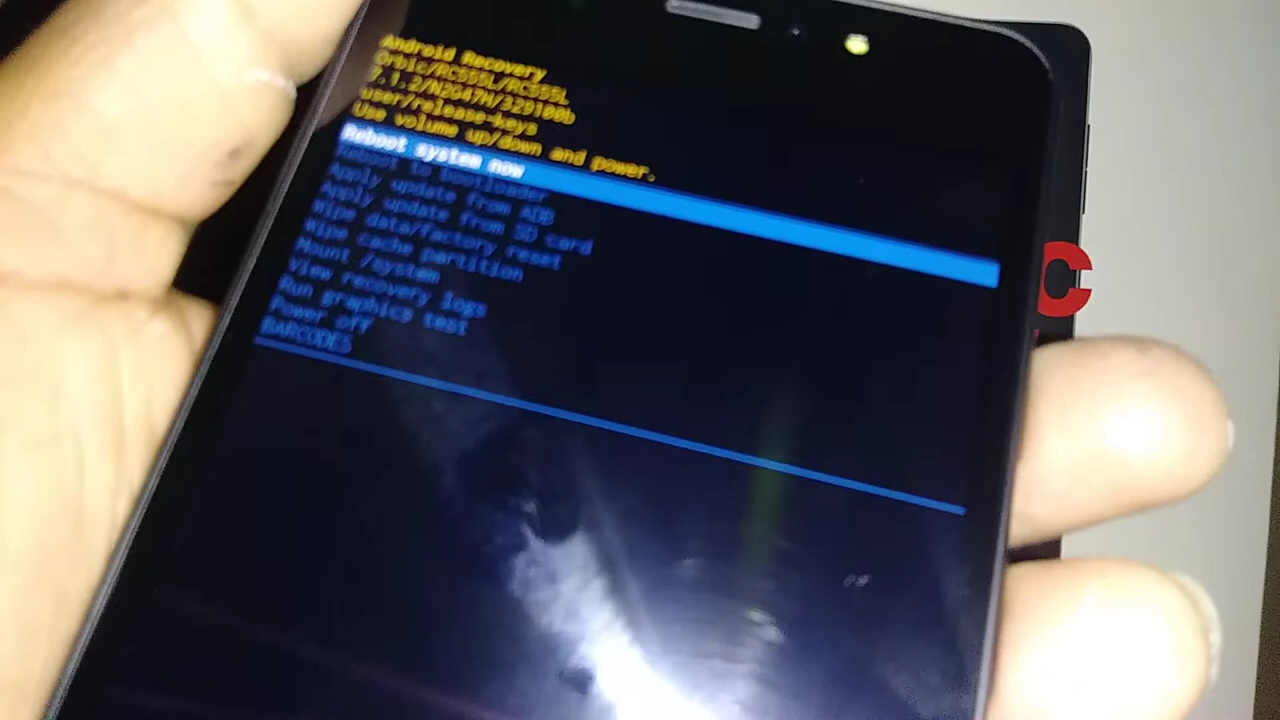 Android Recovery
Orbic/RC555L/RC555L
7.1.2/N2G47H/329100b
user/release-keys
Use volume up/down and power.
Reboot system now
Reboot to bootloader
Apply update from ADB
Apply update from SD card
Wipe data/factory reset
Wipe cache partition
Mount /system
View recovery logs
Run graphics test
Power off
BARCODES
C